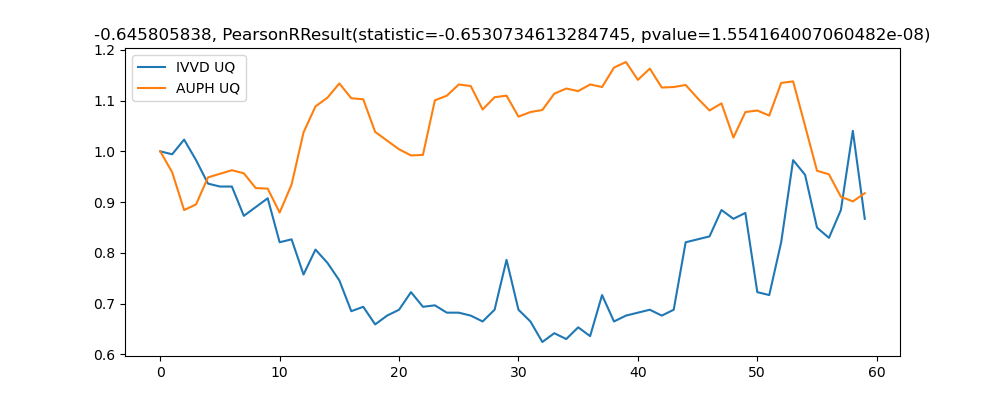 -0.645805838, PearsonRResult(statistic=-0.6530734613284745, pvalue=1.554164007060482e-08)
IVVD UQ
AUPH UQ
1.2
1.1
1.0
0.9
0.8
0.7
0.6
0 10 20 30 40 50 60